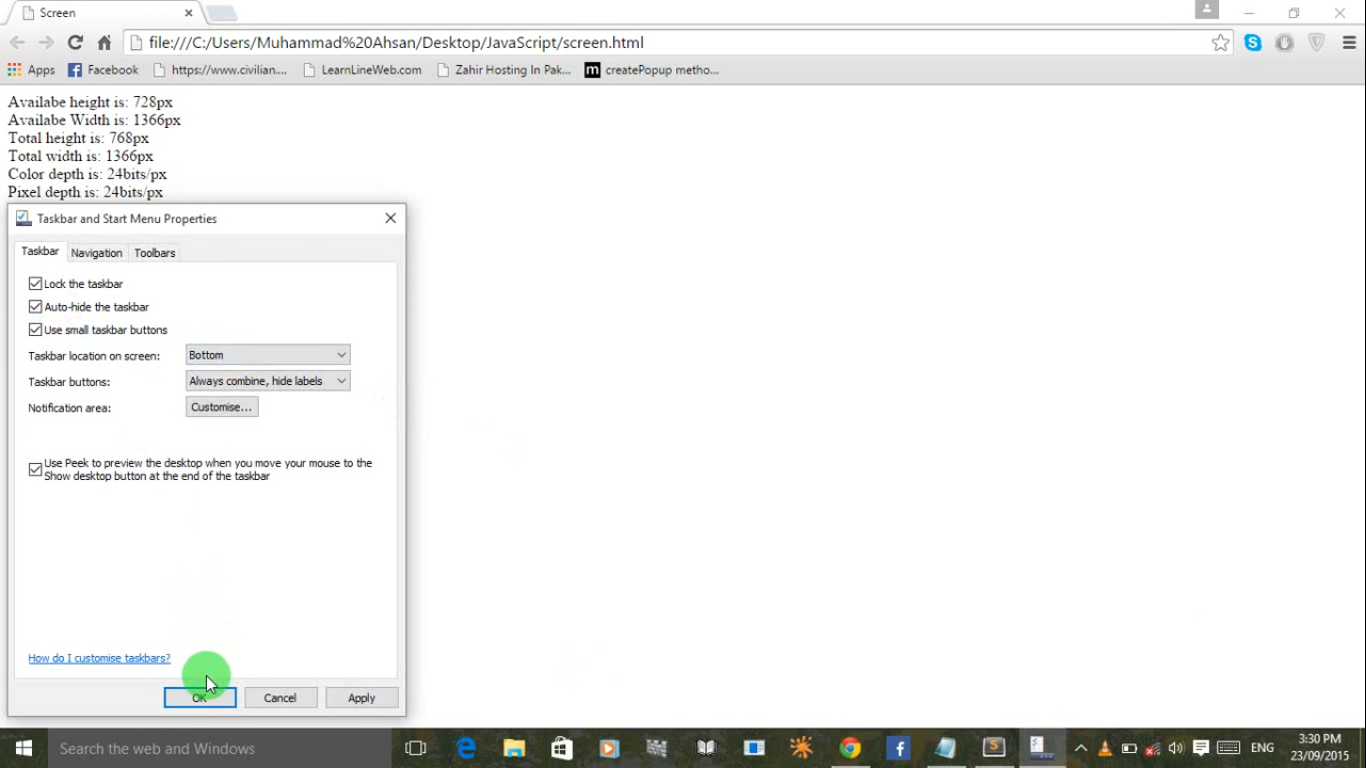 Screen
file:///C:/Users/Muhammad%20Ahsan/Desktop/JavaScript/screen.html
Apps Facebook https://www.civilian.... LearnLineWeb.com Zahir Hosting In Pak... m createPopup metho...
Availabe height is: 728px
Availabe Width is: 1366px
Total height is: 768px
Total width is: 1366px
Color depth is: 24bits/px
Pixel depth is: 24bits/px
Taskbar and Start Menu Properties
Taskbar Navigation Toolbars
Lock the taskbar
Auto-hide the taskbar
Use small taskbar buttons
Taskbar location on screen: Bottom
Taskbar buttons: Always combine, hide labels
Notification area: Customise...
Use Peek to preview the desktop when you move your mouse to the
Show desktop button at the end of the taskbar
How do I customise taskbars?
OK Cancel Apply
Search the web and Windows
ENG
3:30 PM
23/09/2015